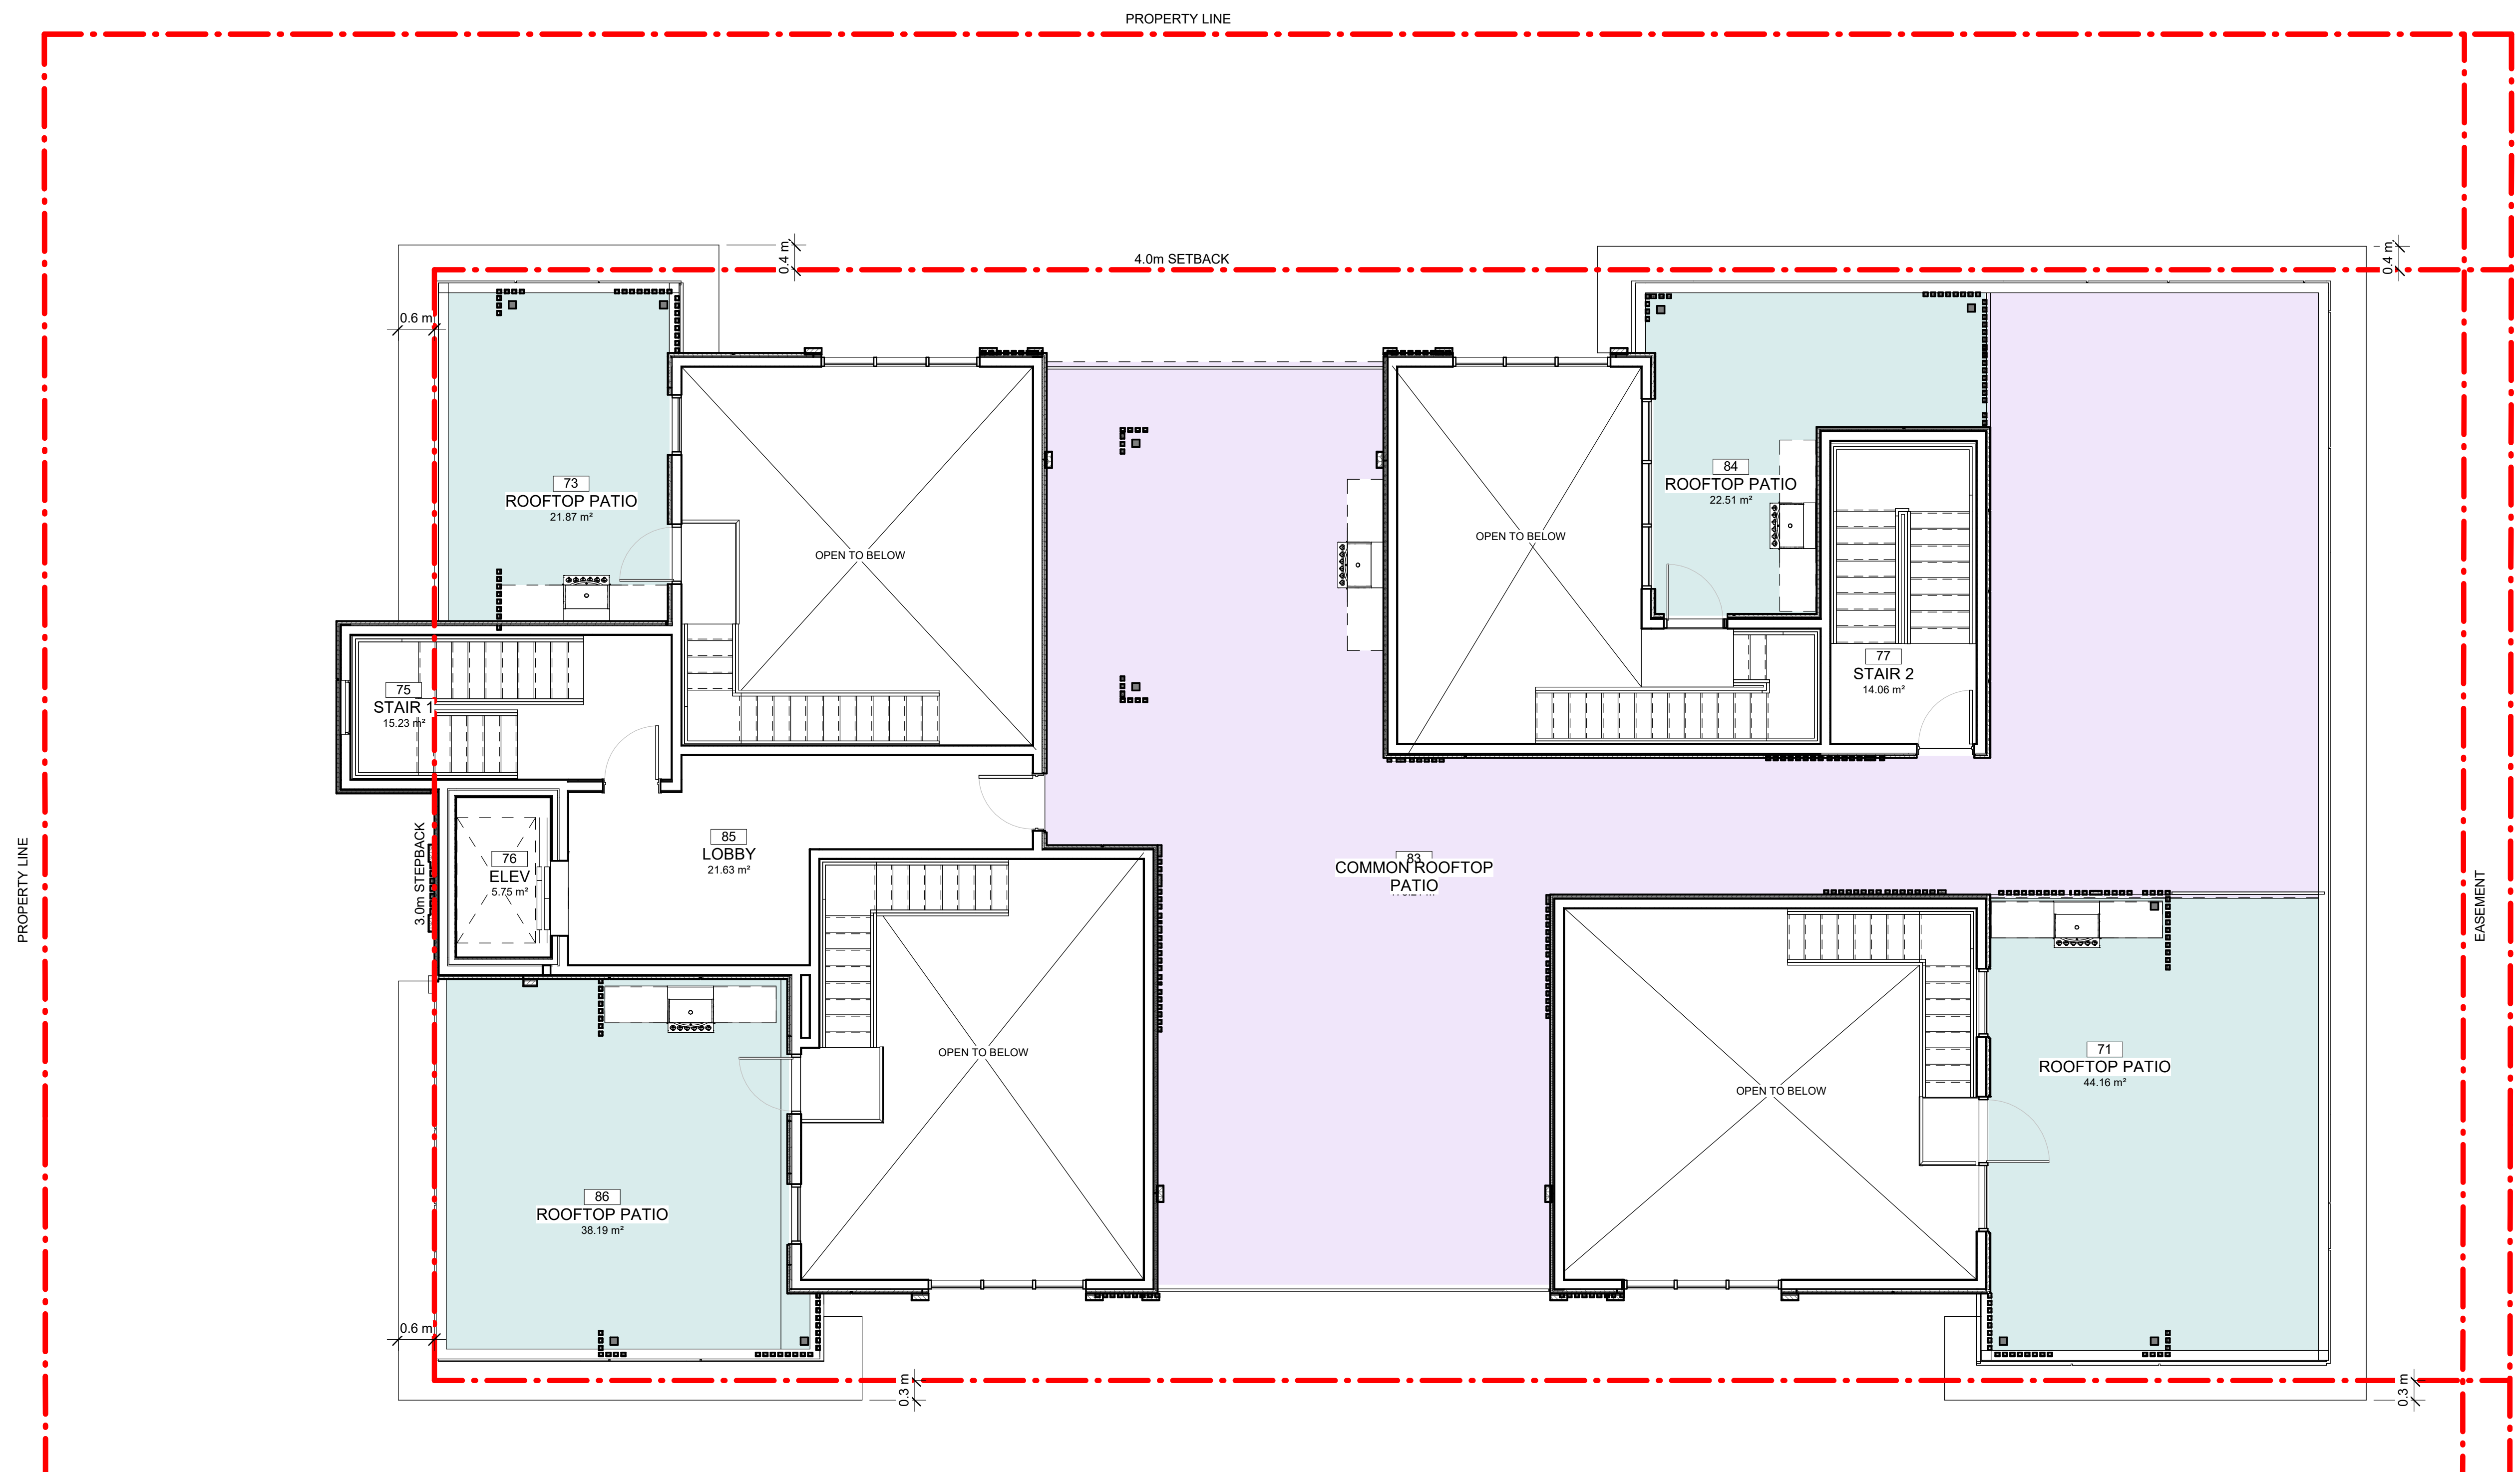 PROPERTY LINE
0.4 m
4.0m SETBACK
0.4 m
0.6 m
73
ROOFTOP PATIO
21.87 m²
84
ROOFTOP PATIO
22.51 m²
OPEN TO BELOW
OPEN TO BELOW
75
STAIR 1
15.23 m²
77
STAIR 2
14.06 m²
PROPERTY LINE
3.0m STEPBACK
76
ELEV
5.75 m²
85
LOBBY
21.63 m²
83
COMMON ROOFTOP
PATIO
EASEMENT
OPEN TO BELOW
OPEN TO BELOW
71
ROOFTOP PATIO
44.16 m²
86
ROOFTOP PATIO
38.19 m²
0.6 m
0.3 m
0.3 m